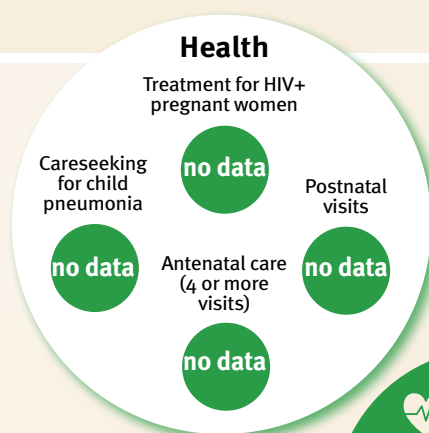 Health
Treatment for HIV+
pregnant women
no data
Careseeking
for child
pneumonia
no data
Postnatal
visits
no data
Antenatal care
(4 or more
visits)
no data